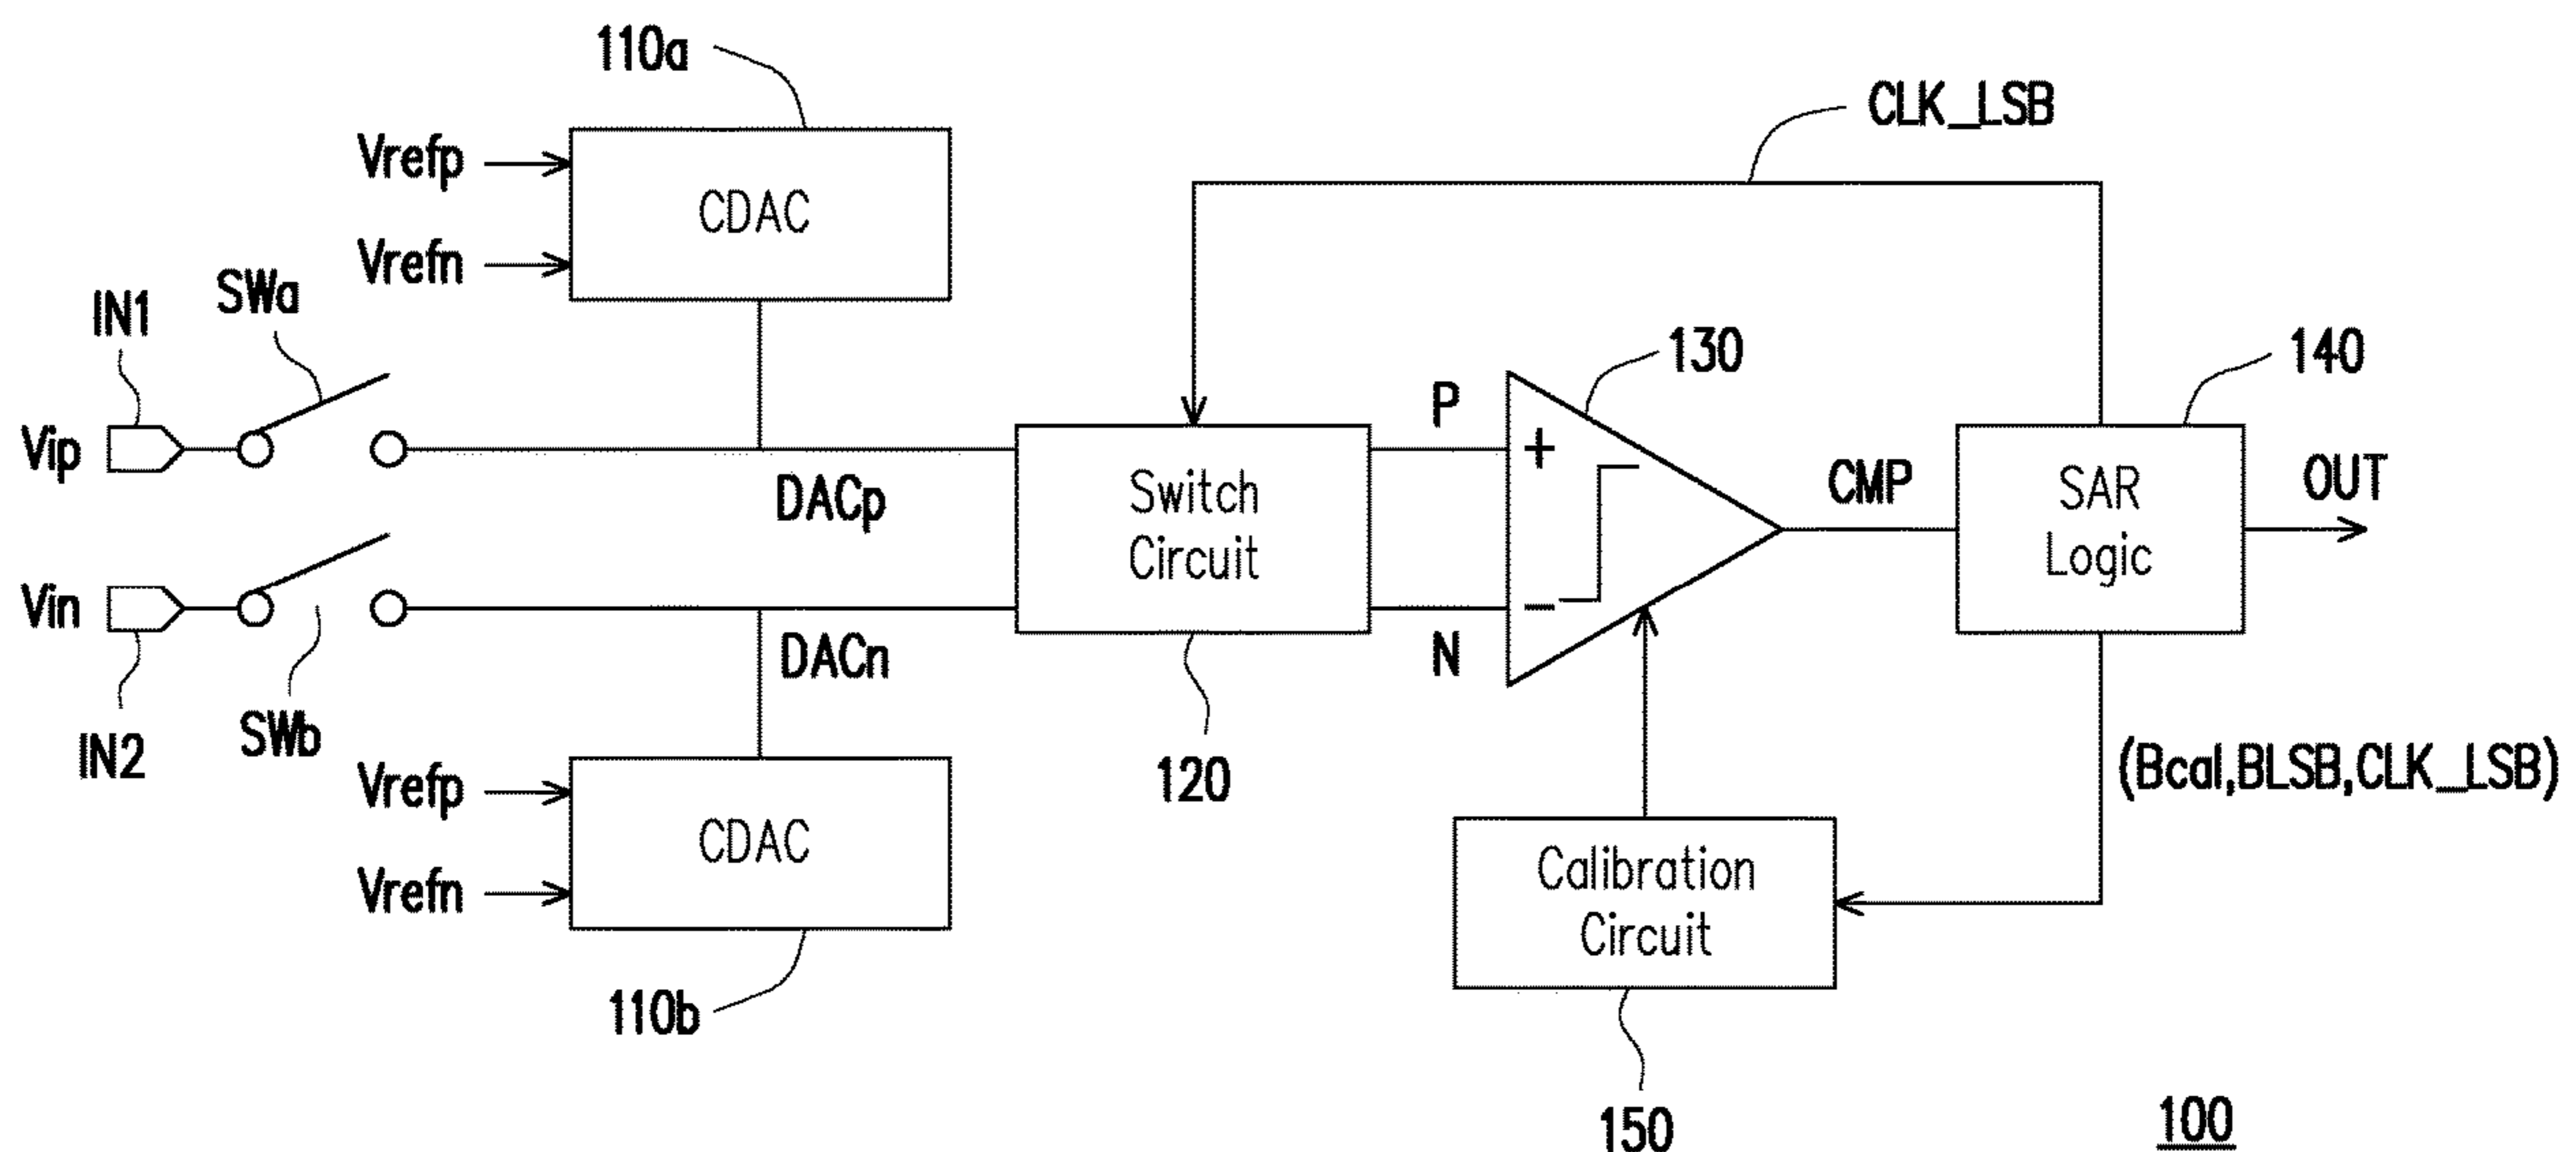 110a
CLK_LSB
Vrefp
CDAC
Vrefn
SWa
IN1
130
140
P
Vip
+
CMP
SAR
Logic
OUT
DACp
Switch
Circuit
Vin
-
DACn
N
SWb
IN2
120
(Bcal,BLSB,CLK_LSB)
Vrefp
CDAC
Vrefn
Calibration
Circuit
110b
150
100